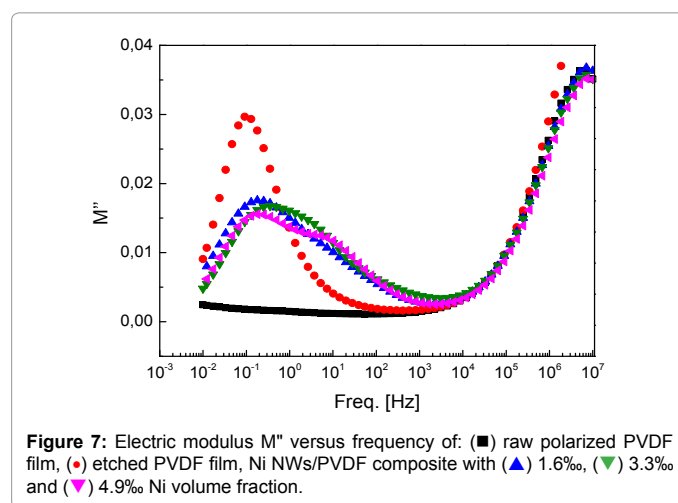 0,04
0,03
0,02
0,01
0,00
M"
10-3 10-2 10-1 100 101 102 103 104 105 106 107
Freq. [Hz]
Figure 7: Electric modulus M" versus frequency of: (■) raw polarized PVDF
film, (●) etched PVDF film, Ni NWs/PVDF composite with (▲) 1.6‰, (▼) 3.3‰
and (▼) 4.9‰ Ni volume fraction.